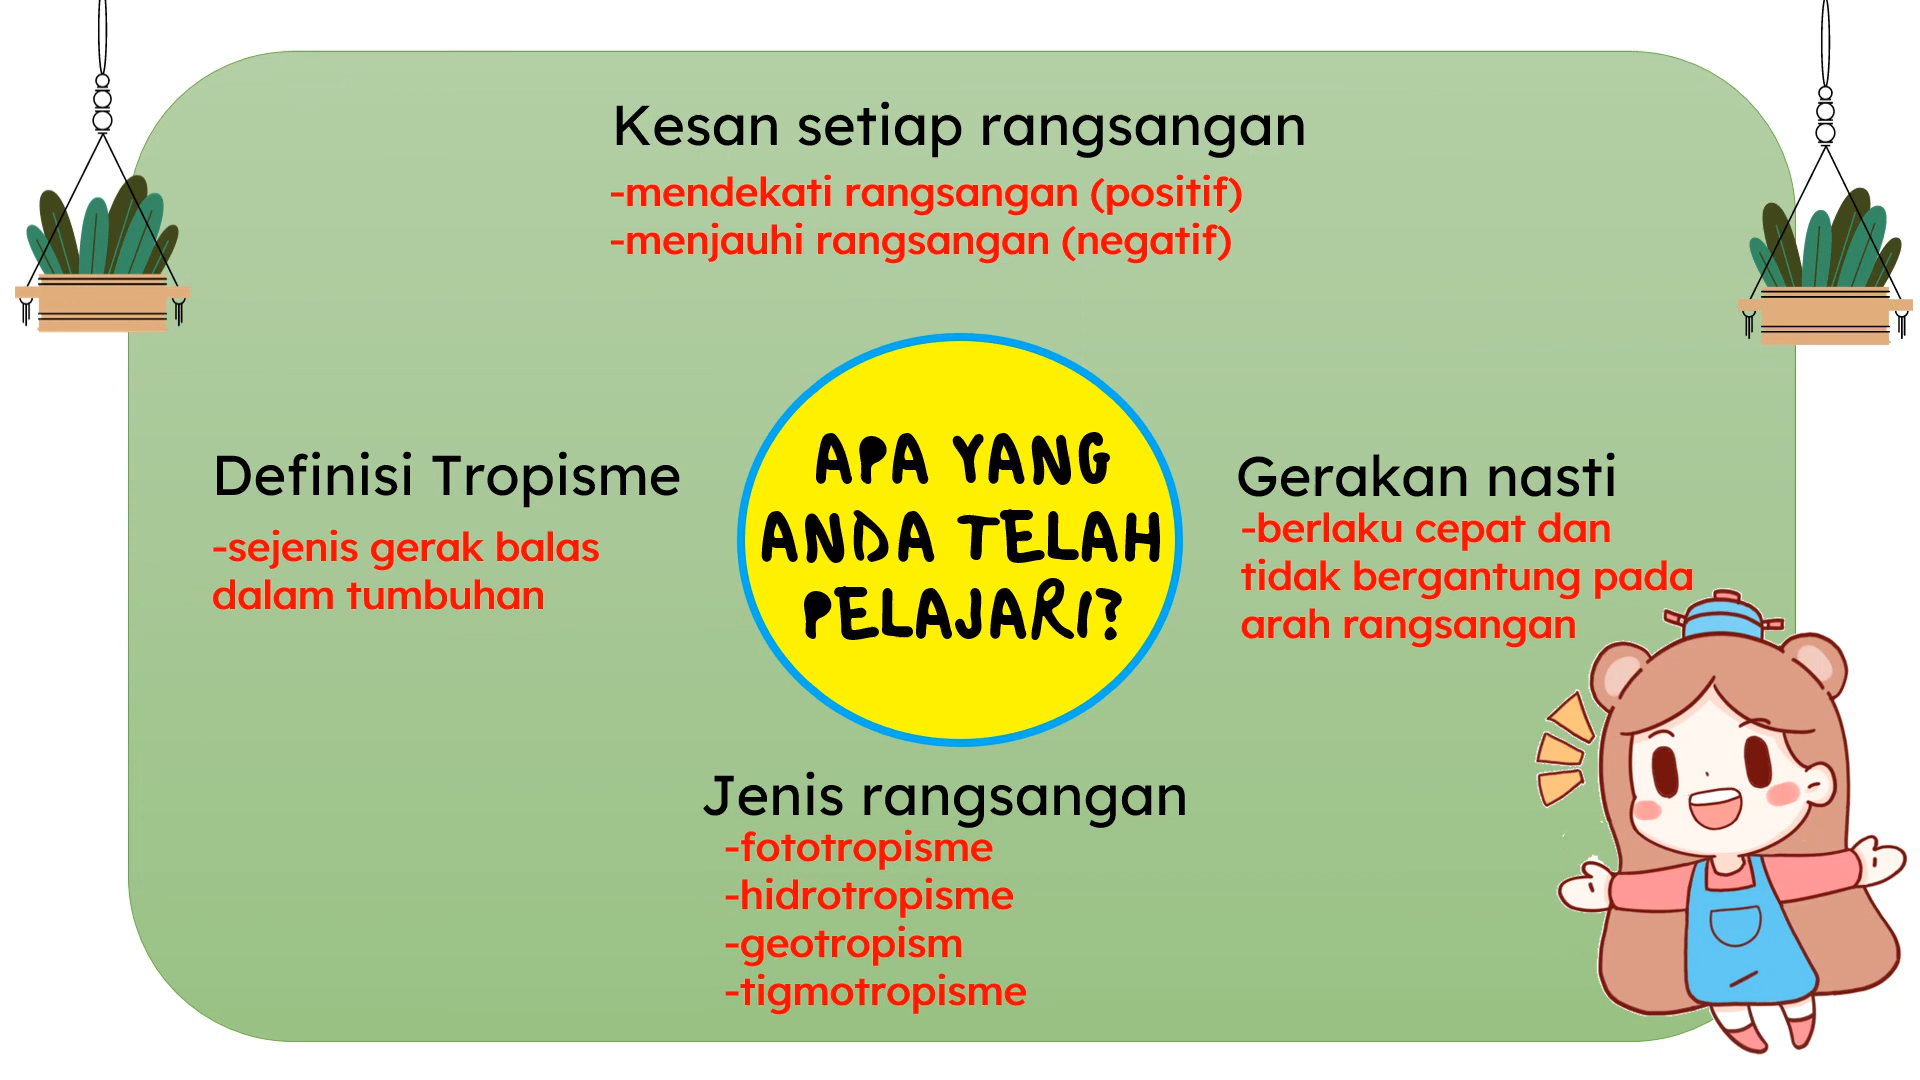 Kesan setiap rangsangan
-mendekati rangsangan (positif)
-menjauhi rangsangan (negatif)
Definisi Tropisme
-sejenis gerak balas
dalam tumbuhan
APA YANG
ANDA TELAH
PELAJARI?
Gerakan nasti
-berlaku cepat dan
tidak bergantung pada
arah rangsangan
Jenis rangsangan
-fototropisme
-hidrotropisme
-geotropism
-tigmotropisme